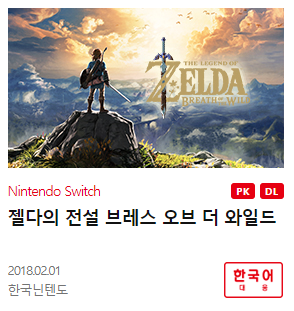 THE LEGEND OF
ZELDA
BREATH OF THE WILD
Nintendo Switch
PK DL
젤다의 전설 브레스 오브 더 와일드
2018.02.01
한국닌텐도
한국어
대응